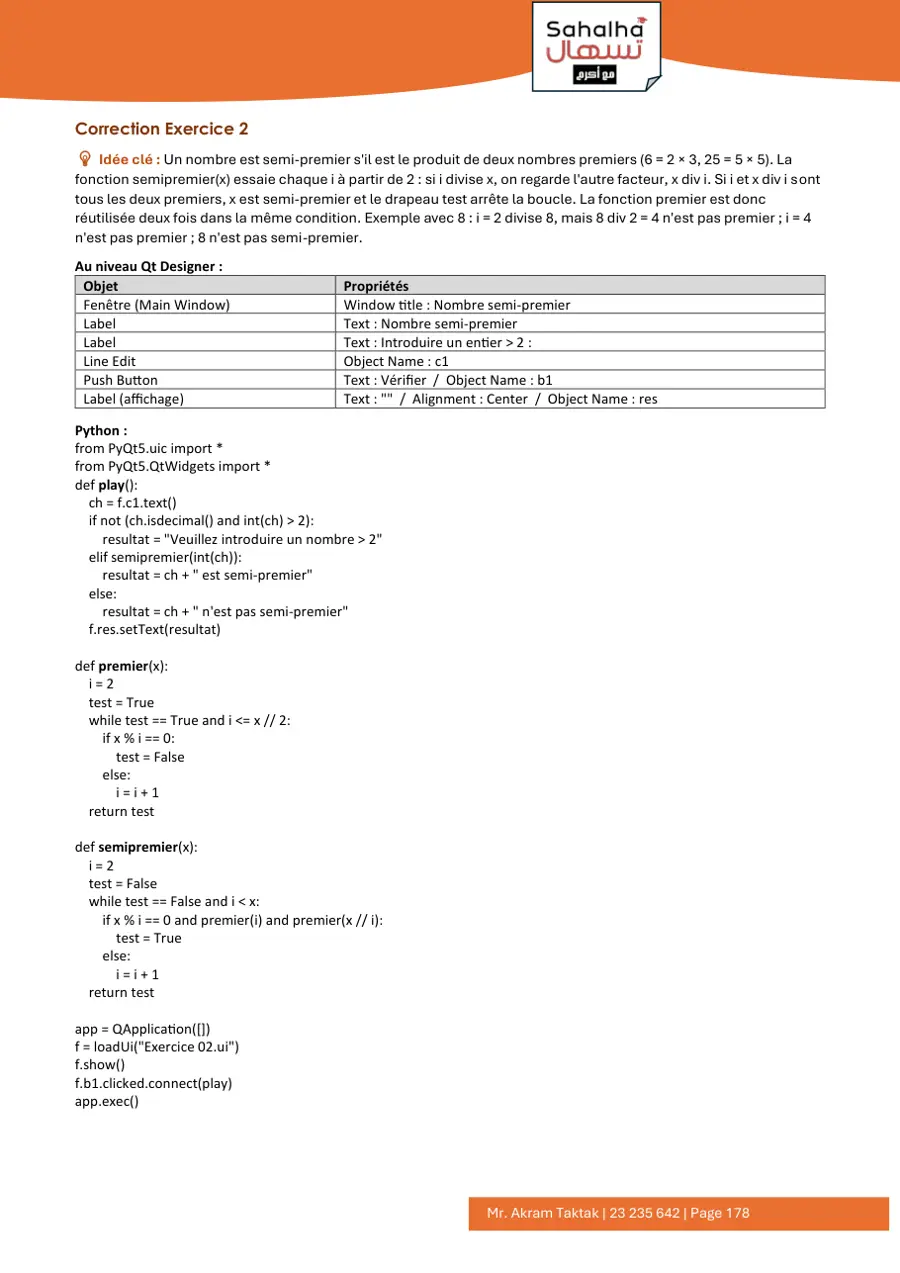 Sahalha
تسهال
مع أكرم
Correction Exercice 2
Idée clé : Un nombre est semi-premier s'il est le produit de deux nombres premiers (6 = 2 × 3, 25 = 5 × 5). La
fonction semipremier(x) essaie chaque i à partir de 2 : si i divise x, on regarde l'autre facteur, x div i. Si i et x div i sont
tous les deux premiers, x est semi-premier et le drapeau test arrête la boucle. La fonction premier est donc
réutilisée deux fois dans la même condition. Exemple avec 8 : i = 2 divise 8, mais 8 div 2 = 4 n'est pas premier ; i = 4
n'est pas premier ; 8 n'est pas semi-premier.
Au niveau Qt Designer :
Objet Propriétés
Fenêtre (Main Window) Window title : Nombre semi-premier
Label Text : Nombre semi-premier
Label Text : Introduire un entier > 2 :
Line Edit Object Name : c1
Push Button Text : Vérifier / Object Name : b1
Label (affichage) Text : "" / Alignment : Center / Object Name : res
Python :
from PyQt5.uic import *
from PyQt5.QtWidgets import *
def play():
    ch = f.c1.text()
    if not (ch.isdecimal() and int(ch) > 2):
        resultat = "Veuillez introduire un nombre > 2"
    elif semipremier(int(ch)):
        resultat = ch + " est semi-premier"
    else:
        resultat = ch + " n'est pas semi-premier"
    f.res.setText(resultat)
def premier(x):
    i = 2
    test = True
    while test == True and i <= x // 2:
        if x % i == 0:
            test = False
        else:
            i = i + 1
    return test
def semipremier(x):
    i = 2
    test = False
    while test == False and i < x:
        if x % i == 0 and premier(i) and premier(x // i):
            test = True
        else:
            i = i + 1
    return test
app = QApplication([])
f = loadUi("Exercice 02.ui")
f.show()
f.b1.clicked.connect(play)
app.exec()
Mr. Akram Taktak | 23 235 642 | Page 178